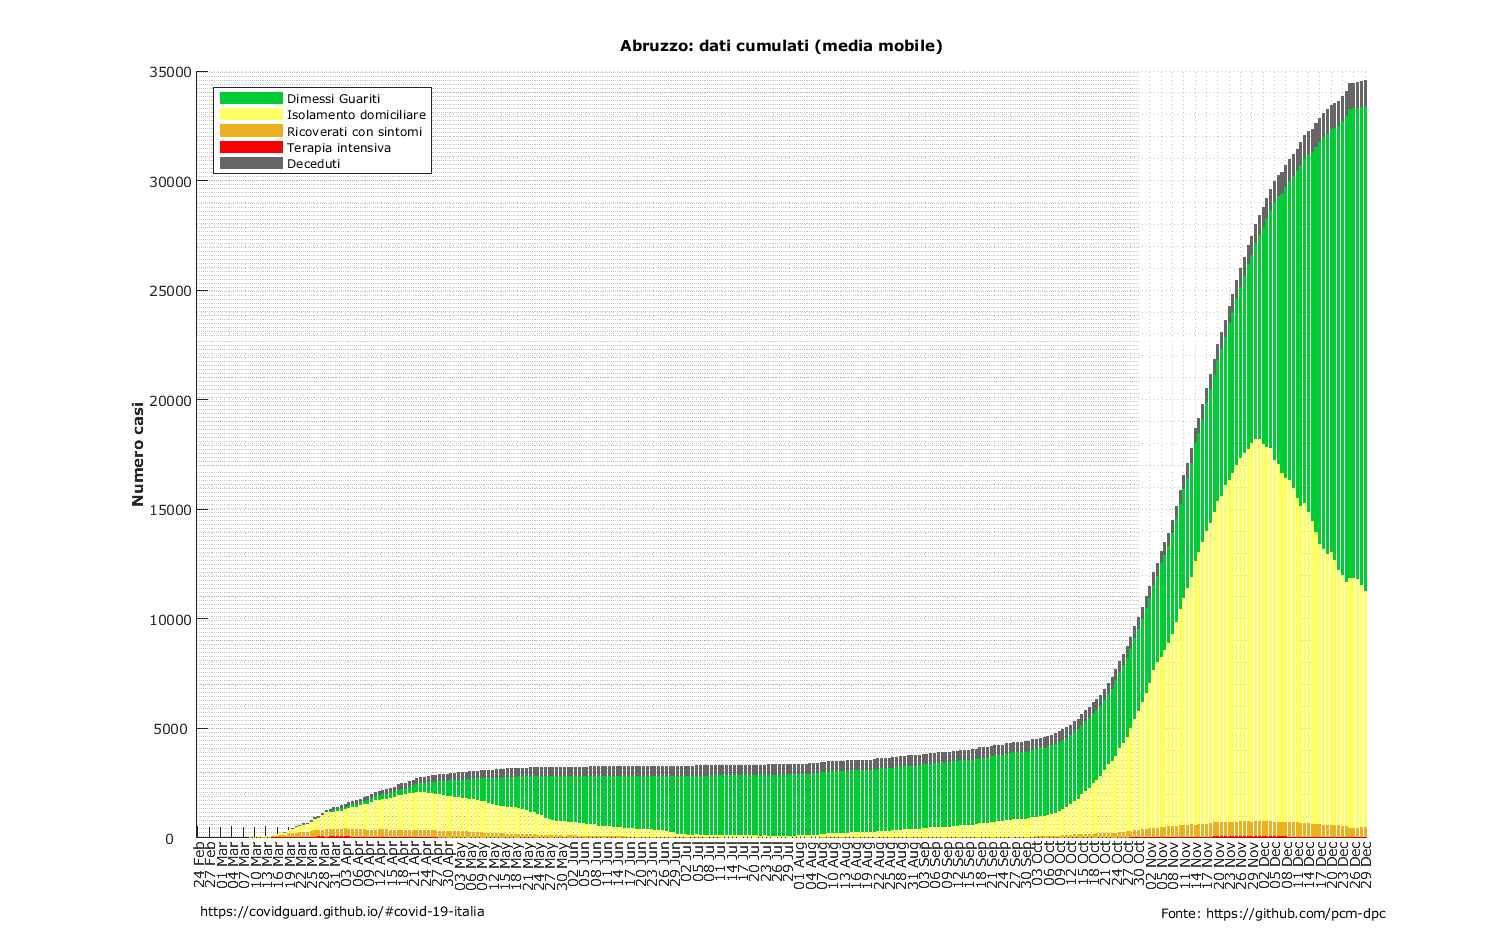 Abruzzo: dati cumulati (media mobile)
35000
30000
25000
20000
15000
10000
5000
0
Numero casi
Dimessi Guariti
Isolamento domiciliare
Ricoverati con sintomi
Terapia intensiva
Deceduti
24 Feb
27 Feb
01 Mar
04 Mar
07 Mar
10 Mar
13 Mar
16 Mar
19 Mar
22 Mar
25 Mar
28 Mar
31 Mar
03 Apr
06 Apr
09 Apr
12 Apr
15 Apr
18 Apr
21 Apr
24 Apr
27 Apr
30 Apr
03 May
06 May
09 May
12 May
15 May
18 May
21 May
24 May
27 May
30 May
02 Jun
05 Jun
08 Jun
11 Jun
14 Jun
17 Jun
20 Jun
23 Jun
26 Jun
29 Jun
02 Jul
05 Jul
08 Jul
11 Jul
14 Jul
17 Jul
20 Jul
23 Jul
26 Jul
29 Jul
01 Aug
04 Aug
07 Aug
10 Aug
13 Aug
16 Aug
19 Aug
22 Aug
25 Aug
28 Aug
31 Aug
03 Sep
06 Sep
09 Sep
12 Sep
15 Sep
18 Sep
21 Sep
24 Sep
27 Sep
30 Sep
03 Oct
06 Oct
09 Oct
12 Oct
15 Oct
18 Oct
21 Oct
24 Oct
27 Oct
30 Oct
02 Nov
05 Nov
08 Nov
11 Nov
14 Nov
17 Nov
20 Nov
23 Nov
26 Nov
29 Nov
02 Dec
05 Dec
08 Dec
11 Dec
14 Dec
17 Dec
20 Dec
23 Dec
26 Dec
29 Dec
https://covidguard.github.io/#covid-19-italia
Fonte: https://github.com/pcm-dpc